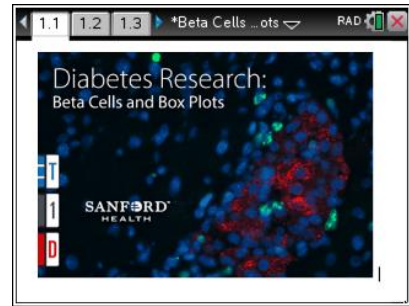 1.1 1.2 1.3 *Beta Cells ...ots RAD
Diabetes Research:
Beta Cells and Box Plots
T
SANFORD
HEALTH
1
D